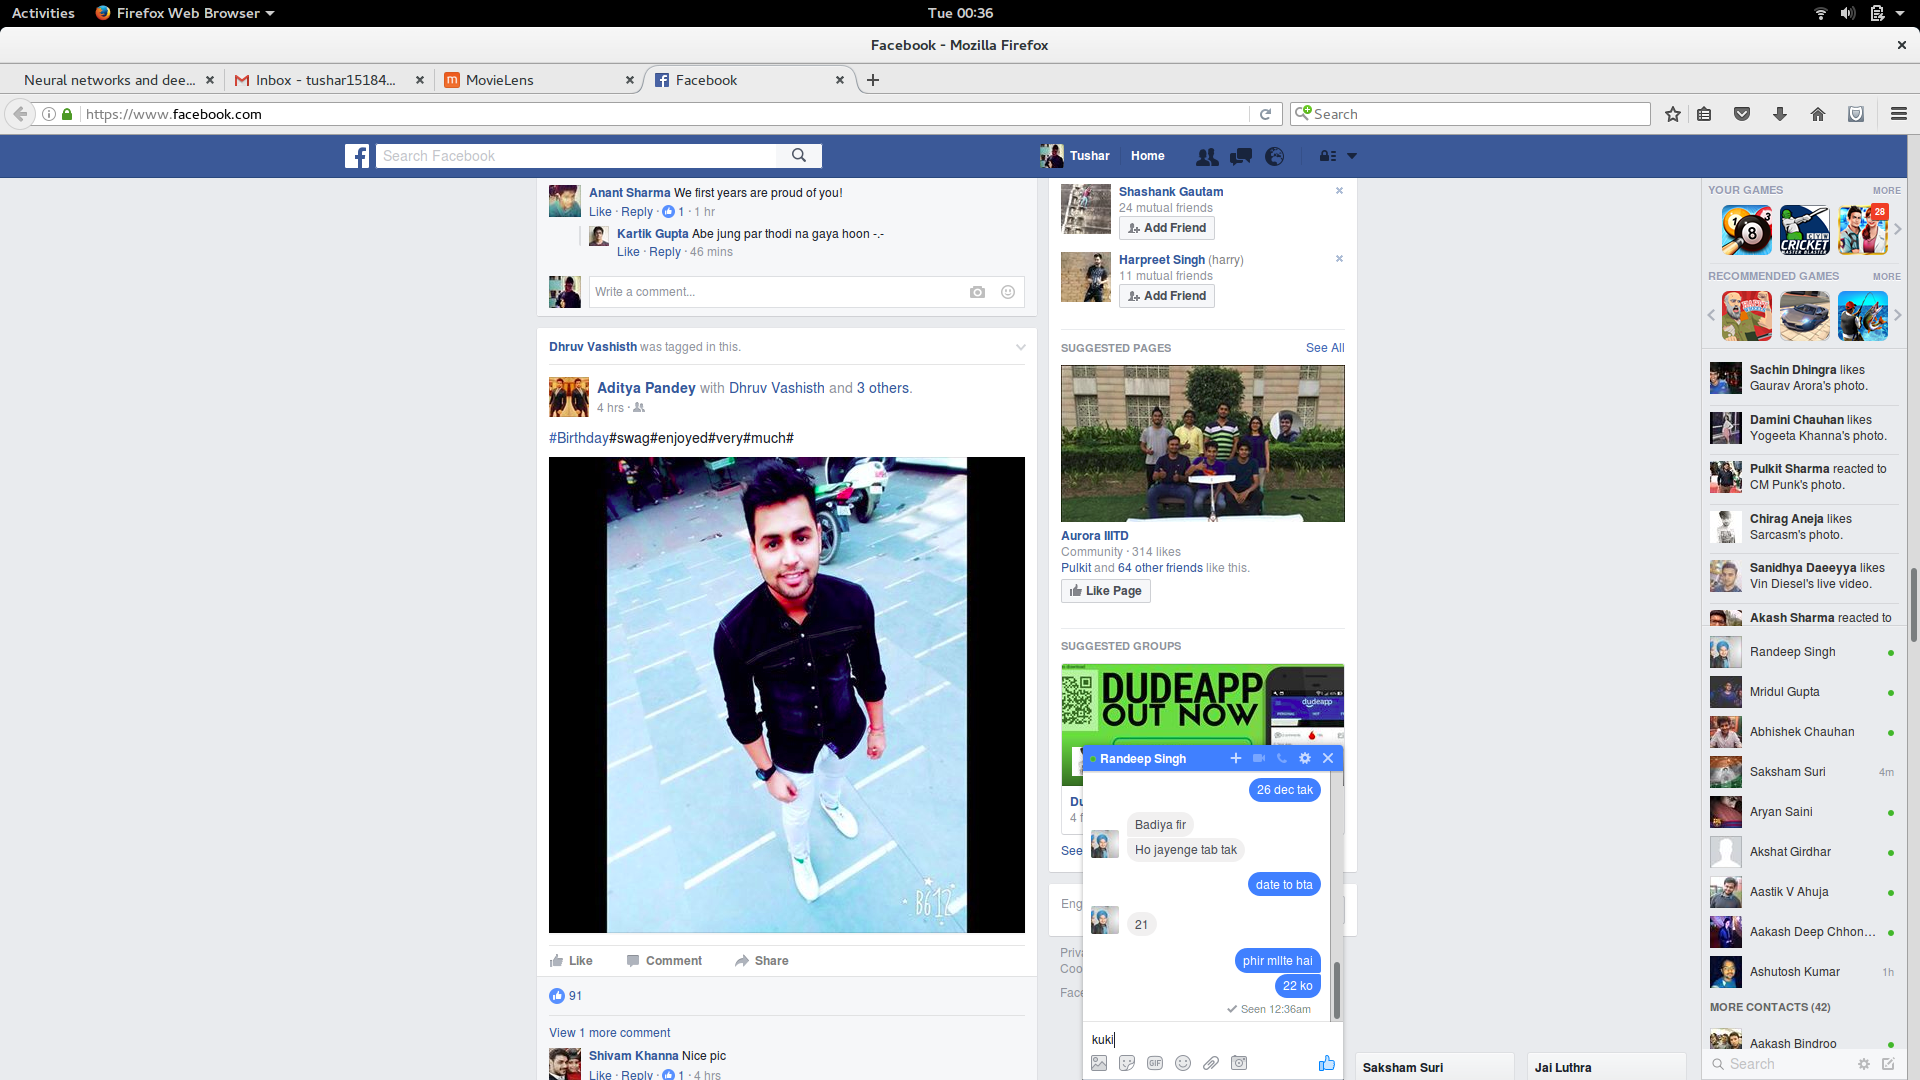 Activities
Firefox Web Browser
Tue 00:36
Facebook - Mozilla Firefox
Neural networks and dee...
Inbox - tushar15184...
MovieLens
Facebook
https://www.facebook.com
Search
Search Facebook
Tushar
Home
Anant Sharma We first years are proud of you!
Like · Reply · 1 · 1 hr
Kartik Gupta Abe jung par thodi na gaya hoon -.-
Like · Reply · 46 mins
Write a comment...
Dhruv Vashisth was tagged in this.
Aditya Pandey with Dhruv Vashisth and 3 others.
4 hrs ·
#Birthday#swag#enjoyed#very#much#
B612
Like
Comment
Share
91
View 1 more comment
Shivam Khanna Nice pic
Like · Reply · 1 · 4 hrs
Shashank Gautam
24 mutual friends
Add Friend
Harpreet Singh (harry)
11 mutual friends
Add Friend
SUGGESTED PAGES
See All
Aurora IIITD
Community · 314 likes
Pulkit and 64 other friends like this.
Like Page
SUGGESTED GROUPS
DUDEAPP
OUT NOW
dudeapp
Du
4 f
See
Eng
Priva
Coo
Face
Randeep Singh
26 dec tak
Badiya fir
Ho jayenge tab tak
date to bta
21
phir mllte hai
22 ko
Seen 12:36am
kuki
GIF
Saksham Suri
Jai Luthra
YOUR GAMES
MORE
3
8
CYW
CRICKET
28
RECOMMENDED GAMES
MORE
Sachin Dhingra likes
Gaurav Arora's photo.
Damini Chauhan likes
Yogeeta Khanna's photo.
Pulkit Sharma reacted to
CM Punk's photo.
Chirag Aneja likes
Sarcasm's photo.
Sanidhya Daeeyya likes
Vin Diesel's live video.
Akash Sharma reacted to
Randeep Singh
Mridul Gupta
Abhishek Chauhan
Saksham Suri
4m
Aryan Saini
Akshat Girdhar
Aastik V Ahuja
Aakash Deep Chhon...
Ashutosh Kumar
1h
MORE CONTACTS (42)
Aakash Bindroo
Search